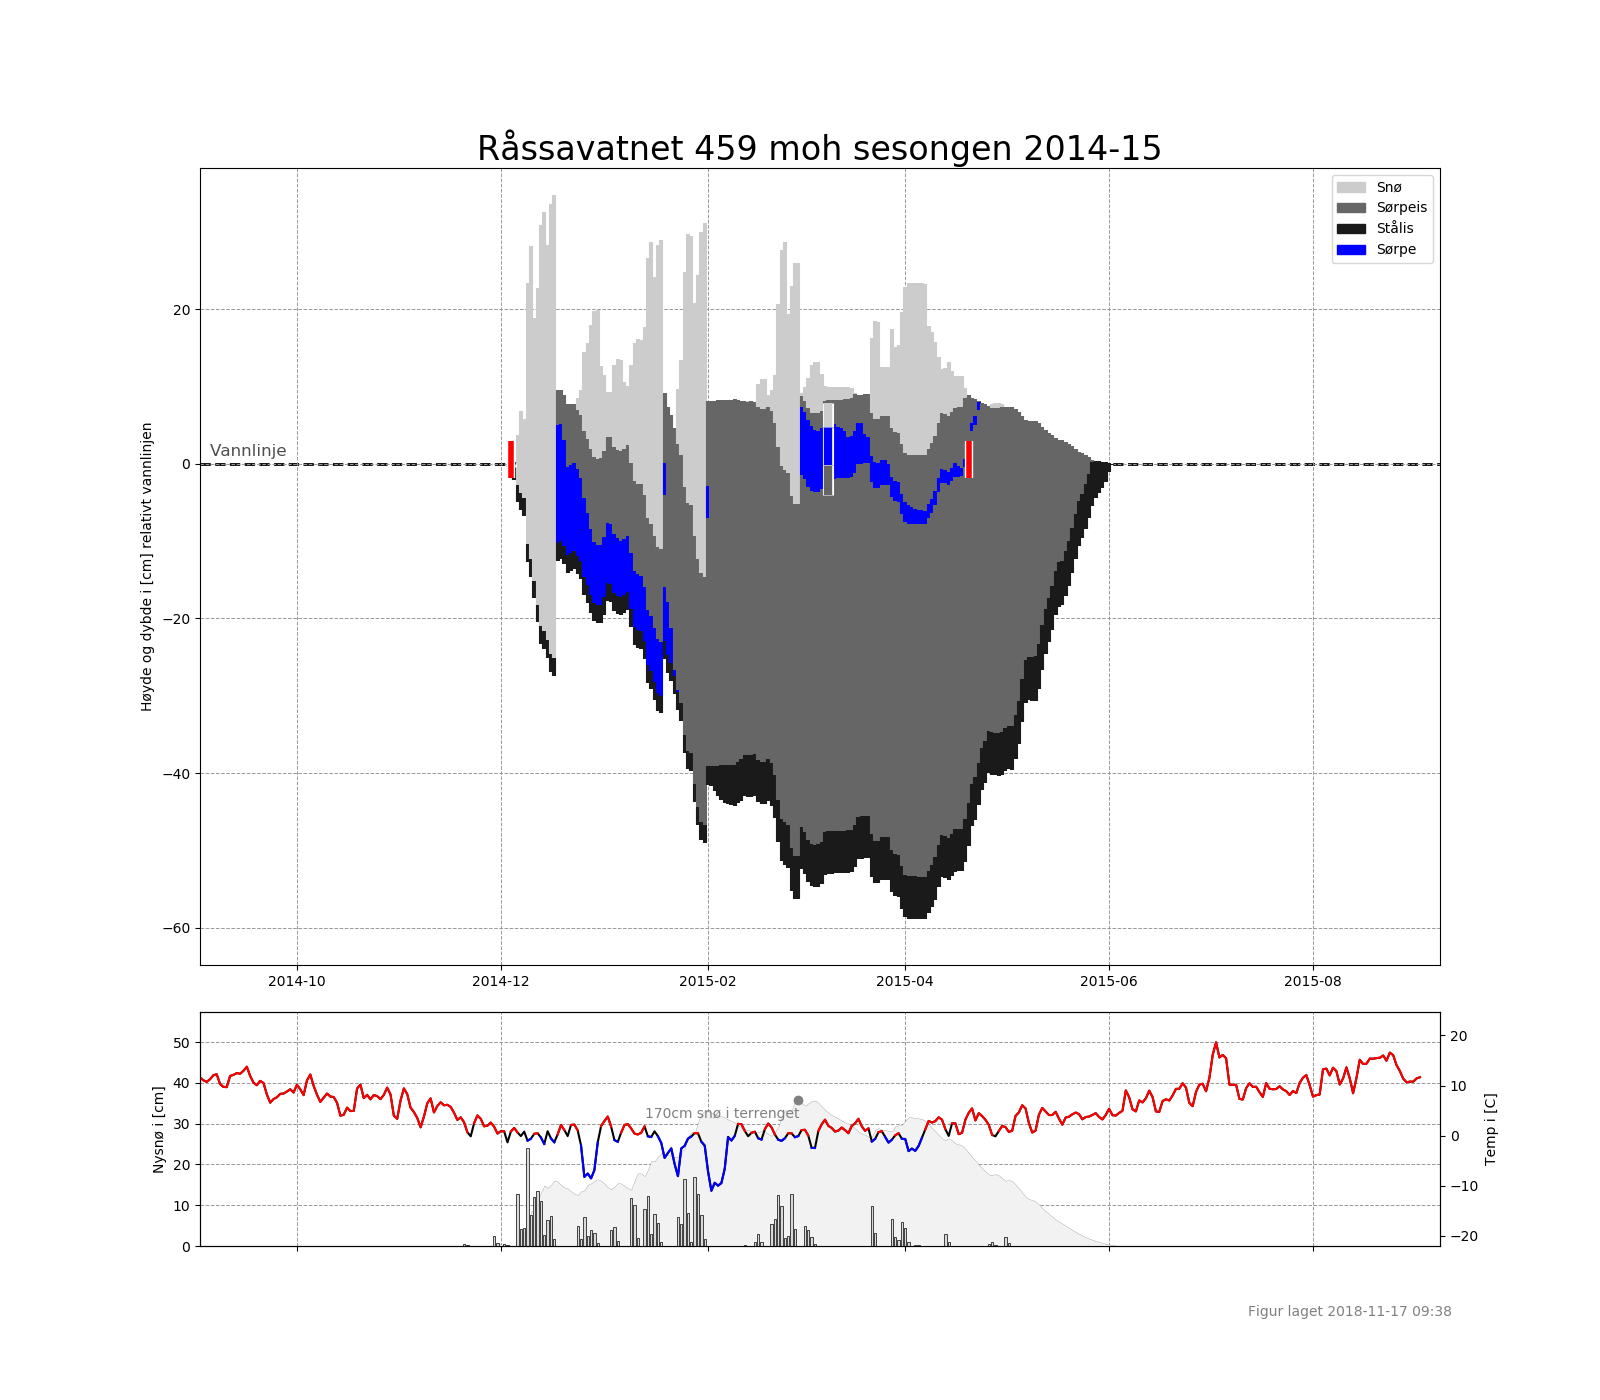 Råssavatnet 459 moh sesongen 2014-15
Snø
Sørpeis
Stålis
Sørpe
Vannlinje
Høyde og dybde i [cm] relativt vannlinjen
20
0
−20
−40
−60
2014-10 2014-12 2015-02 2015-04 2015-06 2015-08
170cm snø i terrenget
Nysnø i [cm]
50
40
30
20
10
0
Temp i [C]
20
10
0
−10
−20
Figur laget 2018-11-17 09:38